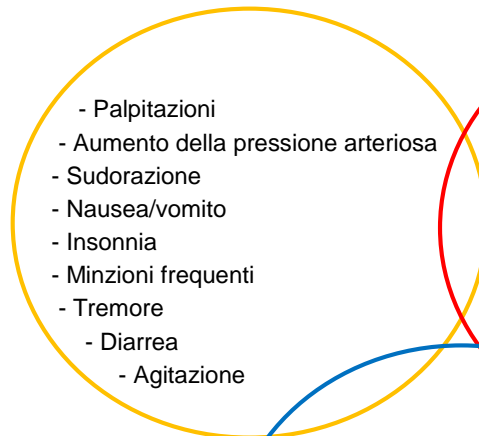 - Palpitazioni
- Aumento della pressione arteriosa
- Sudorazione
- Nausea/vomito
- Insonnia
- Minzioni frequenti
- Tremore
- Diarrea
- Agitazione